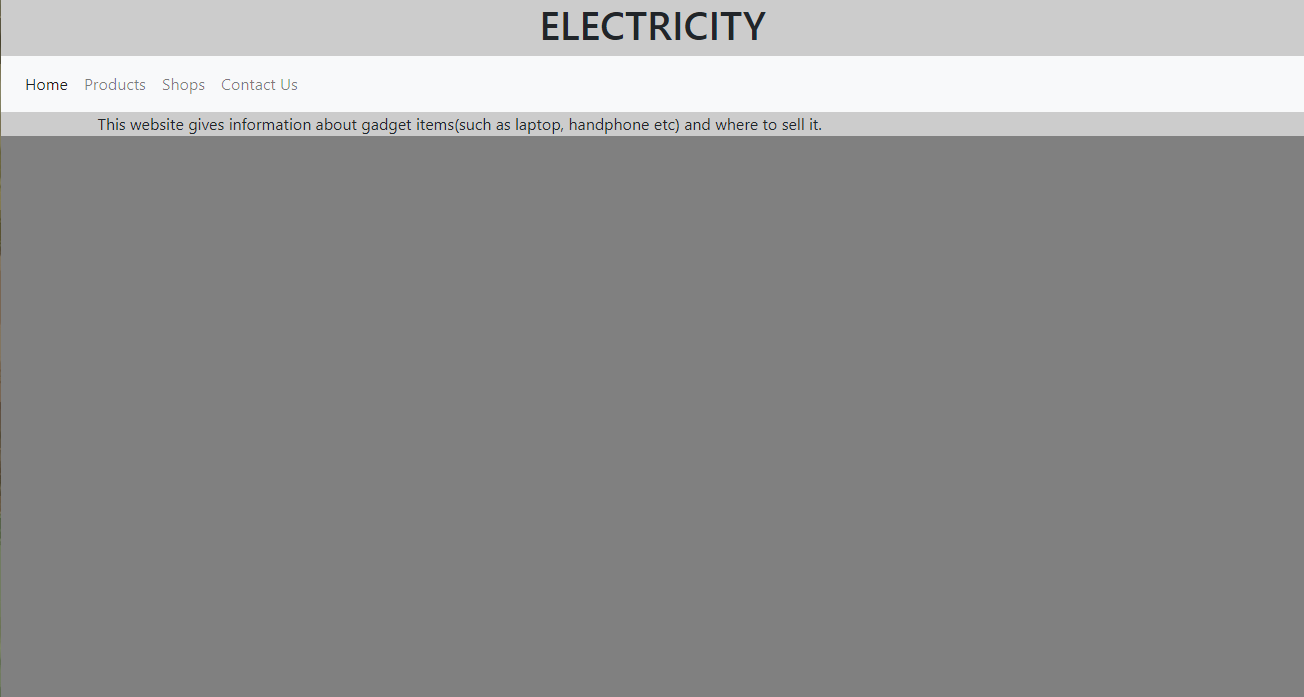 ELECTRICITY
Home Products Shops Contact Us
This website gives information about gadget items(such as laptop, handphone etc) and where to sell it.